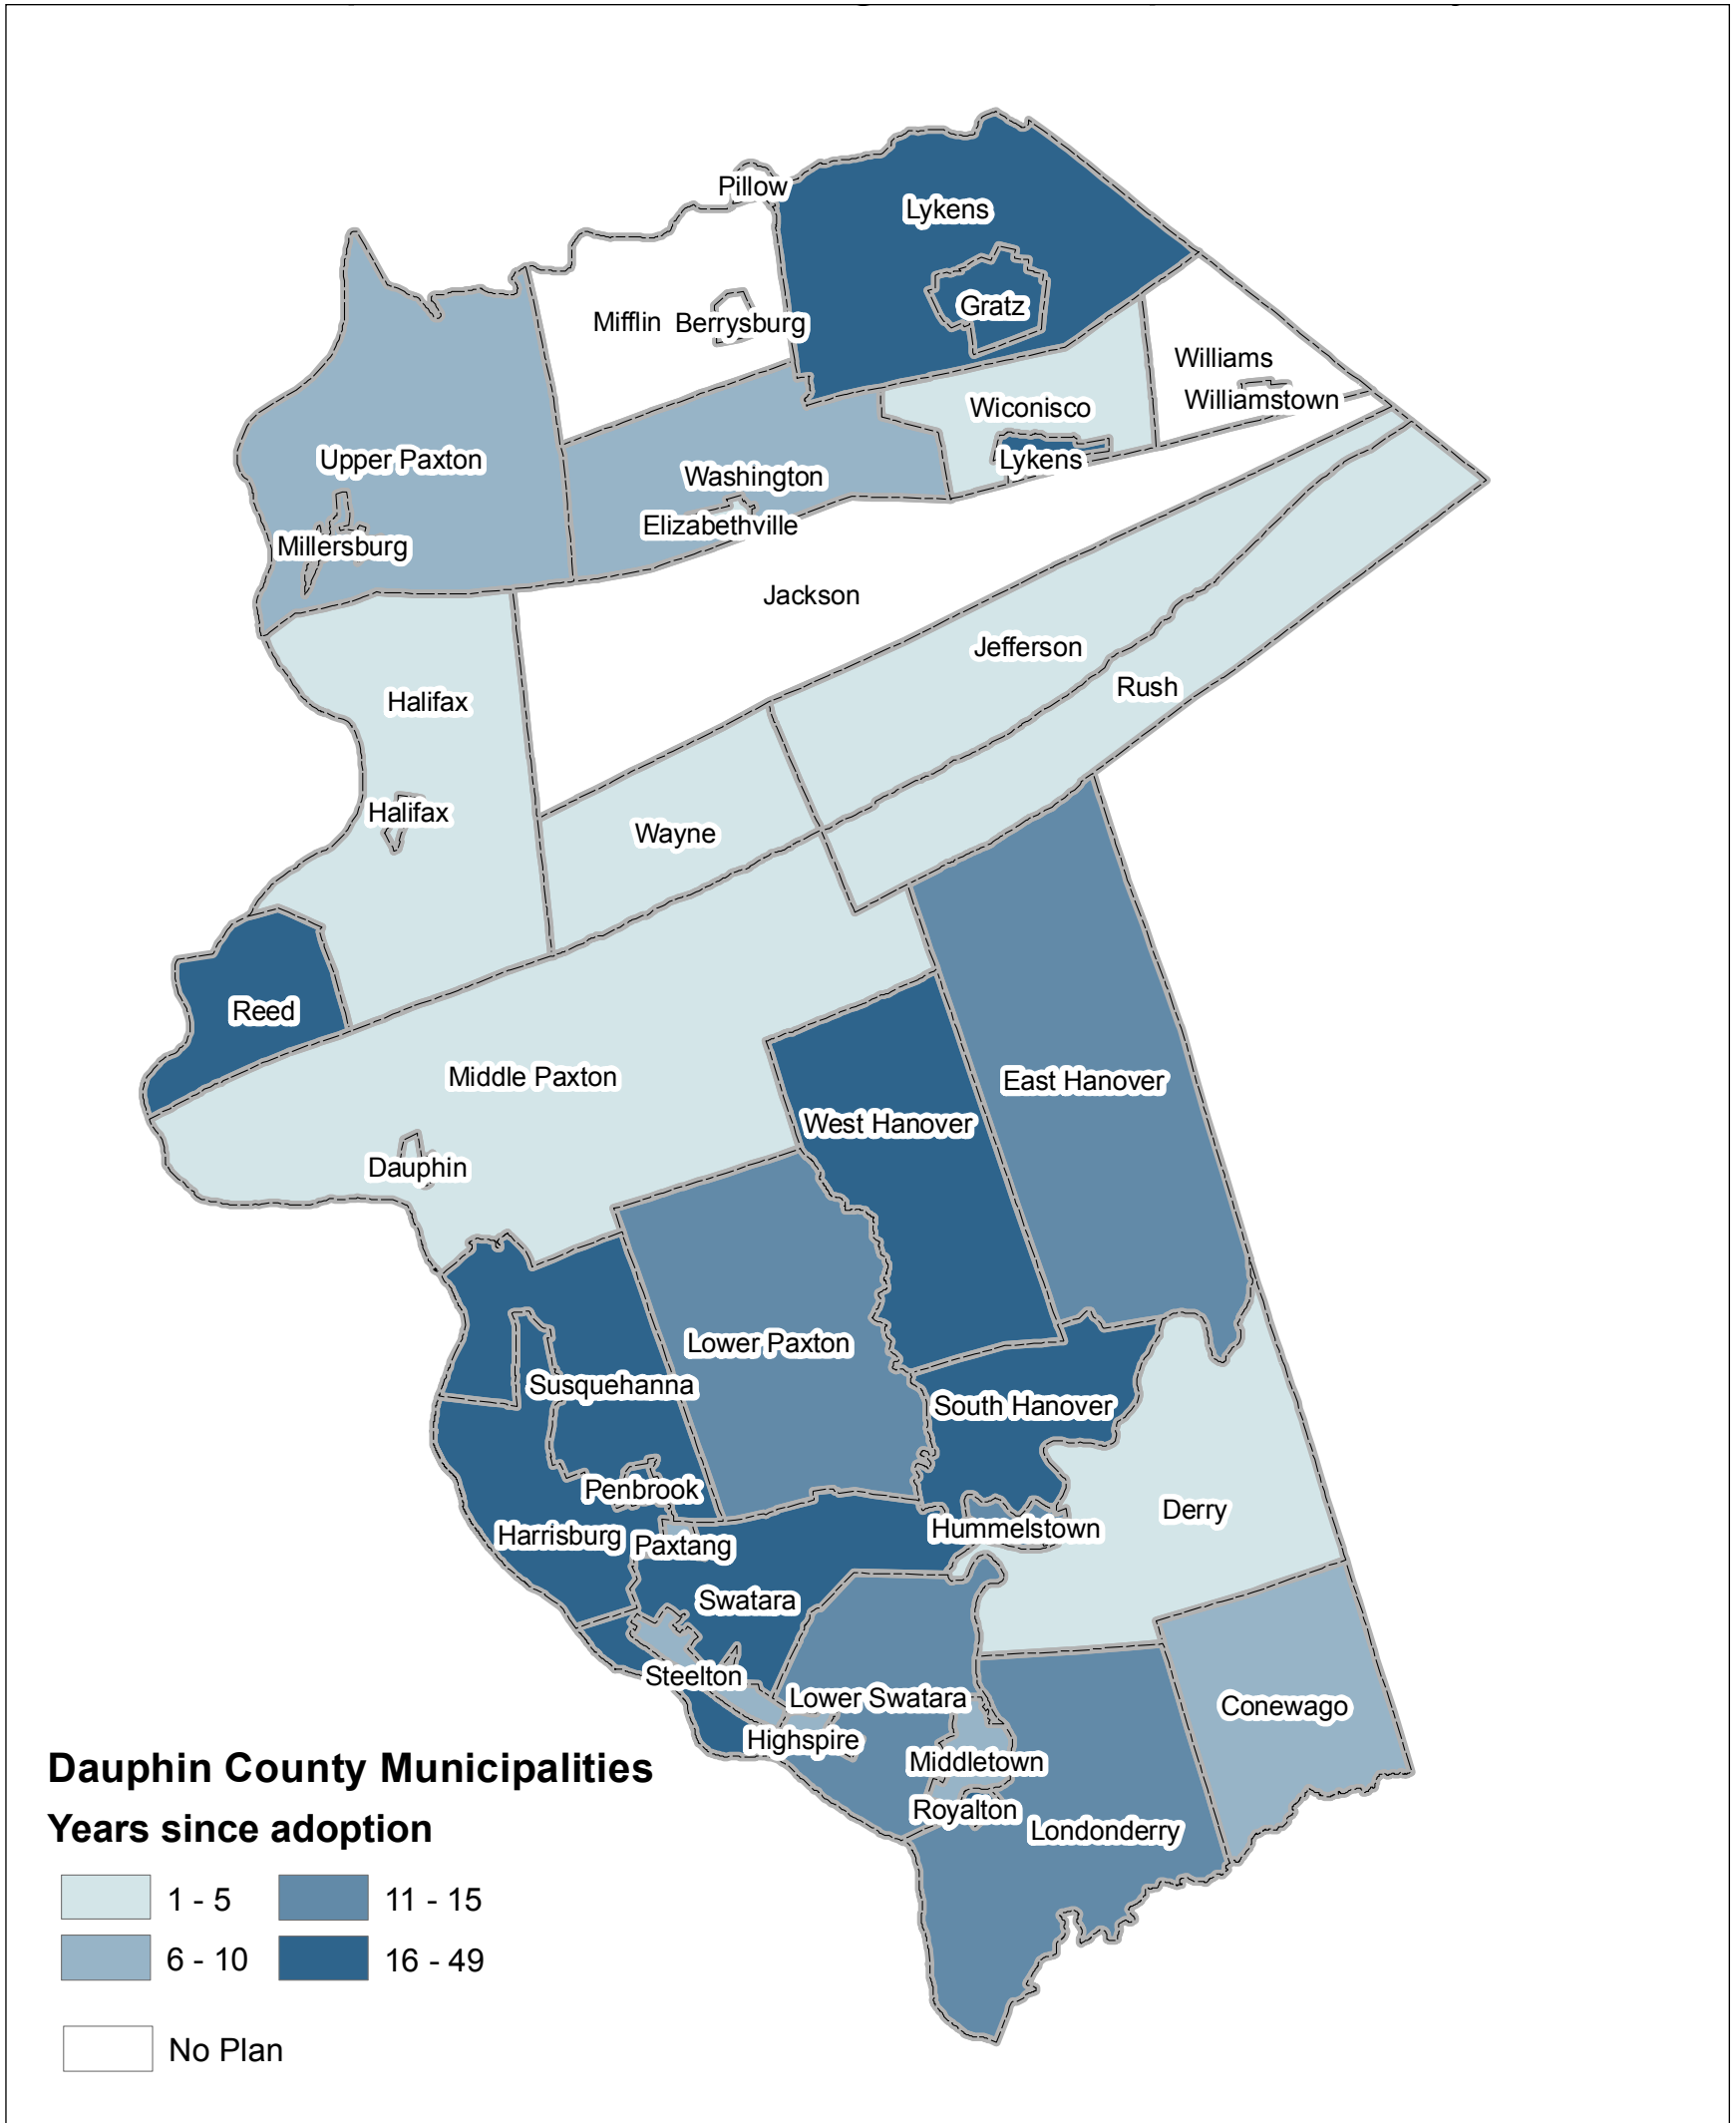 Pillow
Lykens
Gratz
Mifflin
Berrysburg
Williams
Williamstown
Wiconisco
Lykens
Upper Paxton
Washington
Elizabethville
Millersburg
Jackson
Jefferson
Rush
Halifax
Halifax
Wayne
Reed
Middle Paxton
East Hanover
West Hanover
Dauphin
Lower Paxton
Susquehanna
South Hanover
Penbrook
Derry
Harrisburg
Paxtang
Hummelstown
Swatara
Steelton
Lower Swatara
Conewago
Highspire
Middletown
Royalton
Londonderry
Dauphin County Municipalities
Years since adoption
1 - 5
11 - 15
6 - 10
16 - 49
No Plan